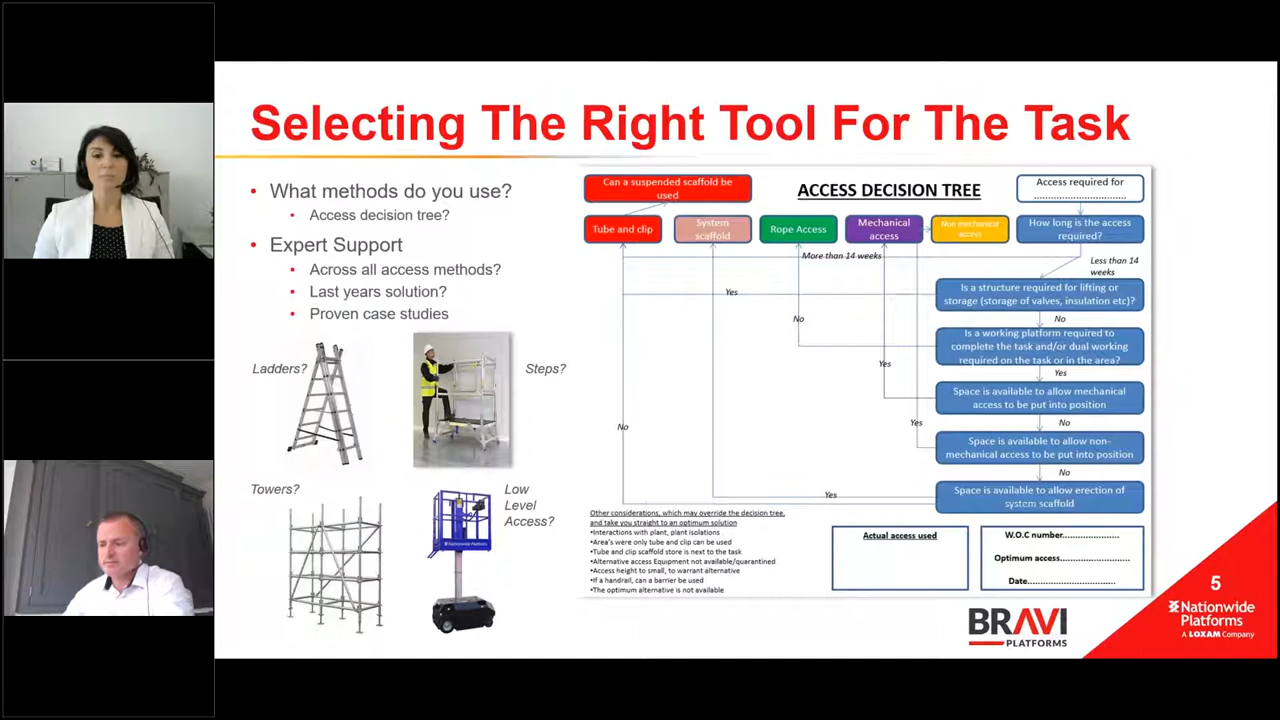 Selecting The Right Tool For The Task
• What methods do you use?
• Access decision tree?
• Expert Support
• Across all access methods?
• Last years solution?
• Proven case studies
Ladders?
Steps?
Towers?
Low
Level
Access?
Nationwide Platforms
ACCESS DECISION TREE
Can a suspended scaffold be
used
Access required for
................................
Tube and clip
System
scaffold
Rope Access
Mechanical
access
Non mechanical
access
How long is the access
required?
More than 14 weeks
Less than 14
weeks
Is a structure required for lifting or
storage (storage of valves, insulation etc)?
Yes
No
Is a working platform required to
complete the task and/or dual working
required on the task or in the area?
No
Yes
Space is available to allow mechanical
access to be put into position
Yes
No
Space is available to allow non-
mechanical access to be put into position
Yes
No
Space is available to allow erection of
system scaffold
Yes
No
Other considerations, which may override the decision tree,
and take you straight to an optimum solution
•Interactions with plant, plant isolations
•Area's were only tube and clip can be used
•Tube and clip scaffold store is next to the task
•Alternative access Equipment not available/quarantined
•Access height to small, to warrant alternative
•If a handrail, can a barrier be used
•The optimum alternative is not available
Actual access used
W.O.C number...................
Optimum access.......................
Date.............................
BRAVI
PLATFORMS
5
Nationwide
Platforms
A LOXAM Company